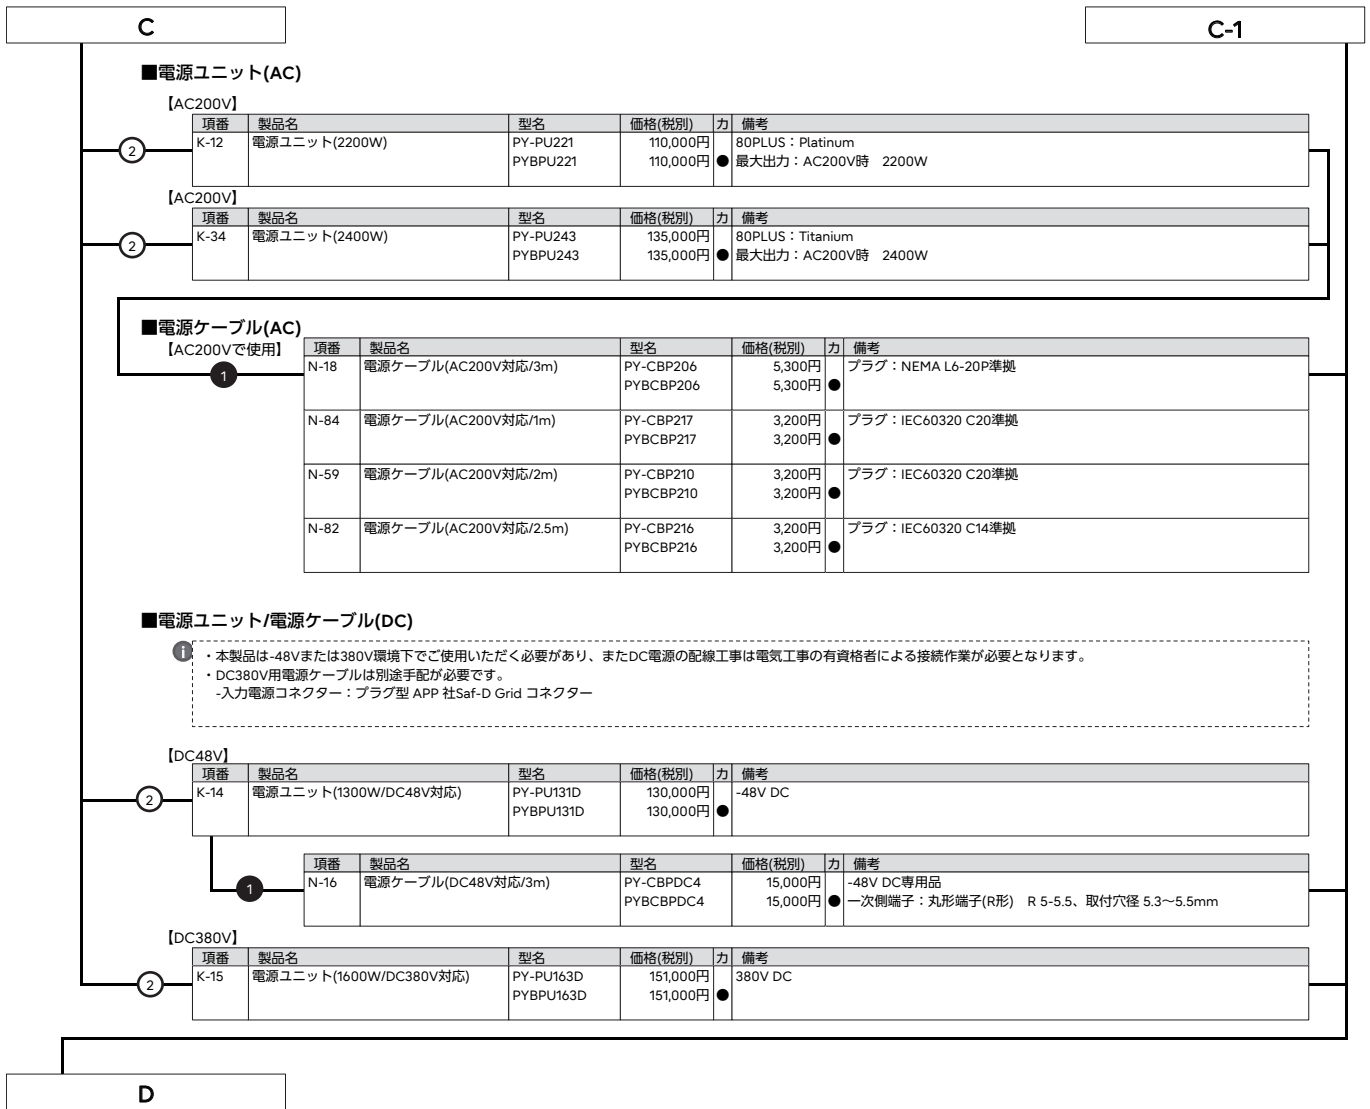 C
C-1
■電源ユニット(AC)
【AC200V】
項番 製品名 型名 価格(税別) カ 備考
② K-12 電源ユニット(2200W) PY-PU221 110,000円 80PLUS：Platinum
PYBPU221 110,000円 ● 最大出力：AC200V時 2200W
【AC200V】
項番 製品名 型名 価格(税別) カ 備考
② K-34 電源ユニット(2400W) PY-PU243 135,000円 80PLUS：Titanium
PYBPU243 135,000円 ● 最大出力：AC200V時 2400W
■電源ケーブル(AC)
【AC200Vで使用】 項番 製品名 型名 価格(税別) カ 備考
❶ N-18 電源ケーブル(AC200V対応/3m) PY-CBP206 5,300円 プラグ：NEMA L6-20P準拠
PYBCBP206 5,300円 ●
N-84 電源ケーブル(AC200V対応/1m) PY-CBP217 3,200円 プラグ：IEC60320 C20準拠
PYBCBP217 3,200円 ●
N-59 電源ケーブル(AC200V対応/2m) PY-CBP210 3,200円 プラグ：IEC60320 C20準拠
PYBCBP210 3,200円 ●
N-82 電源ケーブル(AC200V対応/2.5m) PY-CBP216 3,200円 プラグ：IEC60320 C14準拠
PYBCBP216 3,200円 ●
■電源ユニット/電源ケーブル(DC)
i ・本製品は-48Vまたは380V環境下でご使用いただく必要があり、またDC電源の配線工事は電気工事の有資格者による接続作業が必要となります。
・DC380V用電源ケーブルは別途手配が必要です。
-入力電源コネクター：プラグ型 APP 社Saf-D Grid コネクター
【DC48V】
項番 製品名 型名 価格(税別) カ 備考
② K-14 電源ユニット(1300W/DC48V対応) PY-PU131D 130,000円 -48V DC
PYBPU131D 130,000円 ●
項番 製品名 型名 価格(税別) カ 備考
❶ N-16 電源ケーブル(DC48V対応/3m) PY-CBPDC4 15,000円 -48V DC専用品
PYBCBPDC4 15,000円 ● 一次側端子：丸形端子(R形) R 5-5.5、取付穴径 5.3～5.5mm
【DC380V】
項番 製品名 型名 価格(税別) カ 備考
② K-15 電源ユニット(1600W/DC380V対応) PY-PU163D 151,000円 380V DC
PYBPU163D 151,000円 ●
D